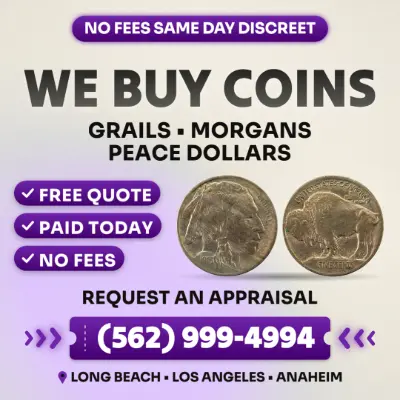 NO FEES SAME DAY DISCREET
WE BUY COINS
GRAILS ▪ MORGANS
PEACE DOLLARS
FREE QUOTE
PAID TODAY
NO FEES
REQUEST AN APPRAISAL
(562) 999-4994
LONG BEACH ▪ LOS ANGELES ▪ ANAHEIM